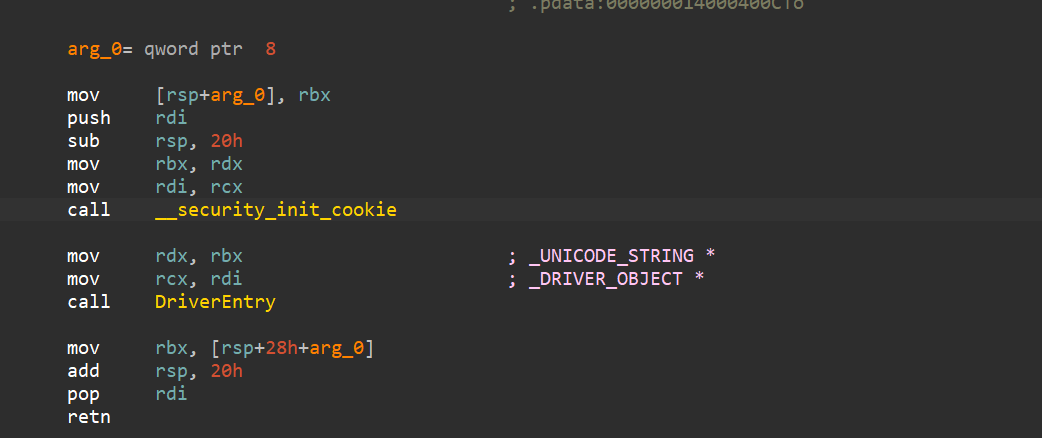 ; .pdata:000000014000400C↑o
arg_0= qword ptr  8
mov     [rsp+arg_0], rbx
push    rdi
sub     rsp, 20h
mov     rbx, rdx
mov     rdi, rcx
call    __security_init_cookie
mov     rdx, rbx                        ; _UNICODE_STRING *
mov     rcx, rdi                        ; _DRIVER_OBJECT *
call    DriverEntry
mov     rbx, [rsp+28h+arg_0]
add     rsp, 20h
pop     rdi
retn